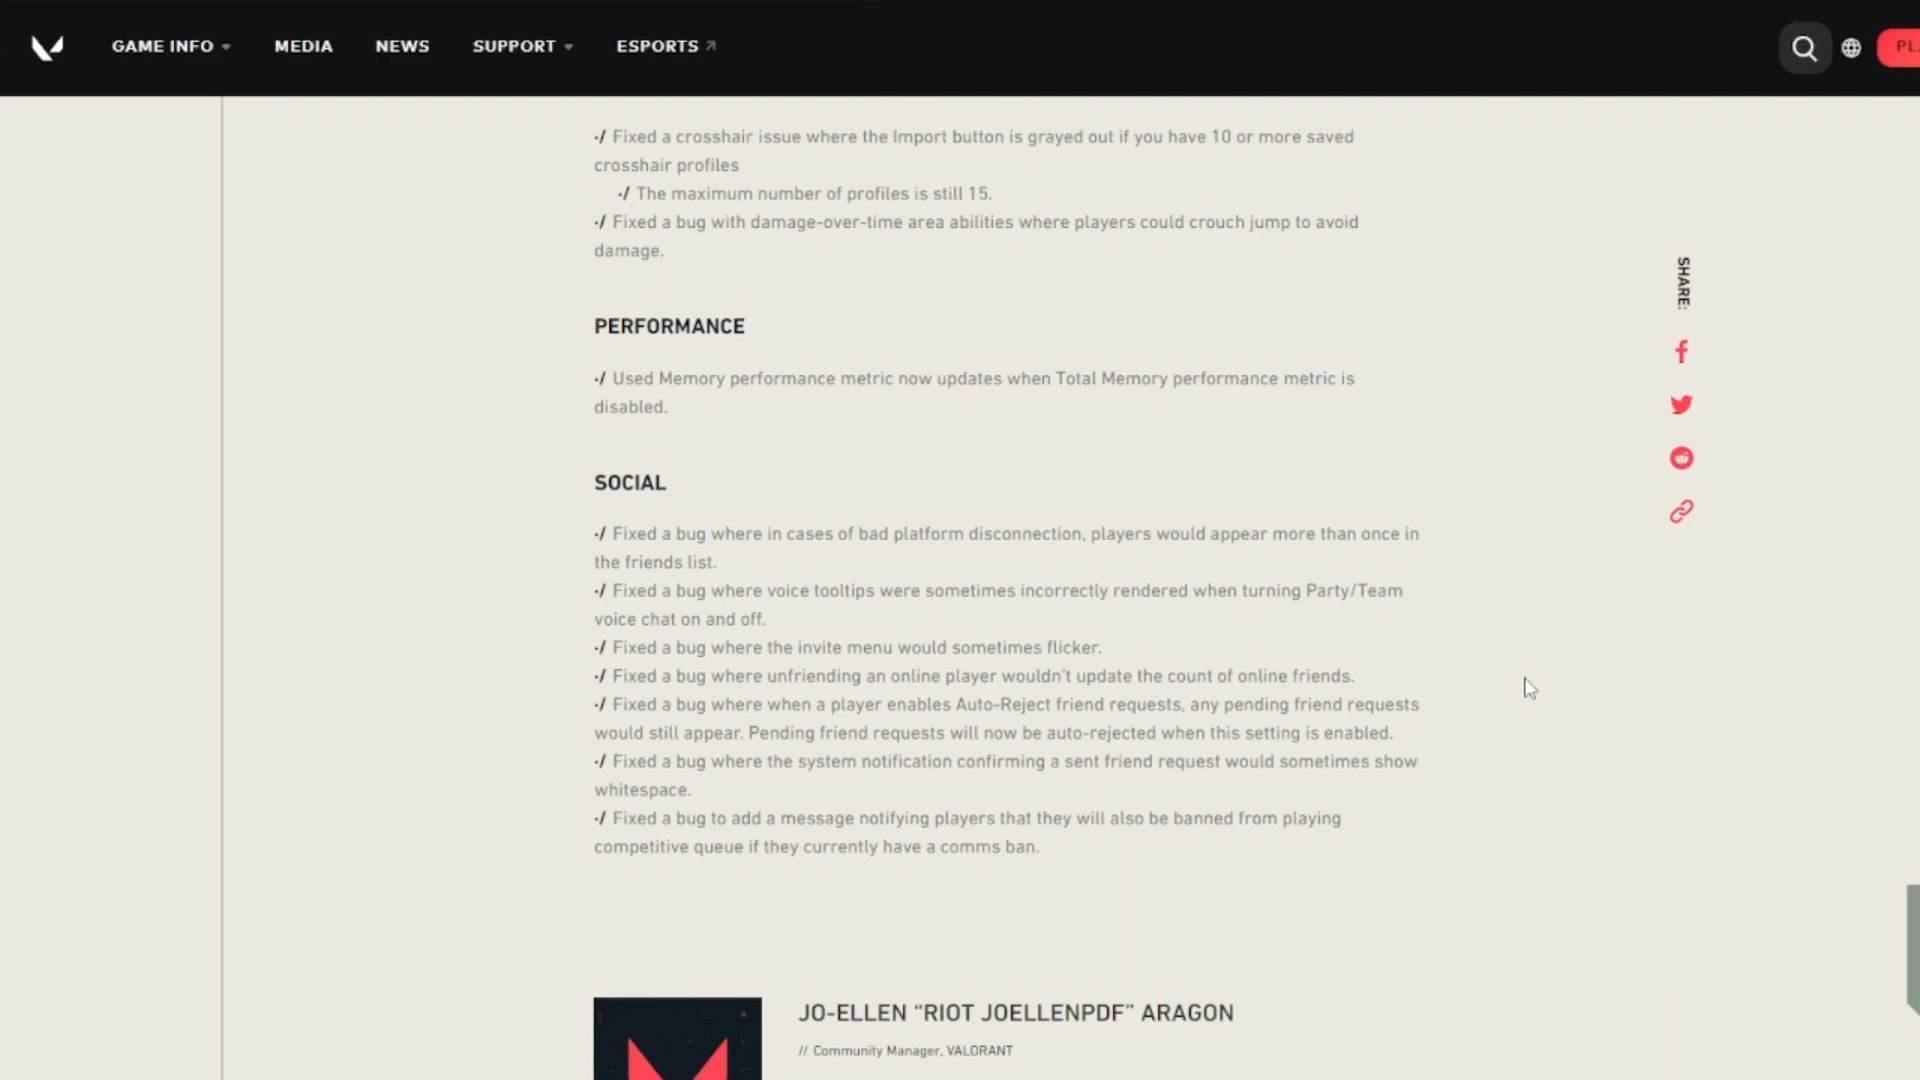 GAME INFO
MEDIA
NEWS
SUPPORT
ESPORTS
·/ Fixed a crosshair issue where the Import button is grayed out if you have 10 or more saved
crosshair profiles
·/ The maximum number of profiles is still 15.
·/ Fixed a bug with damage-over-time area abilities where players could crouch jump to avoid
damage.
SHARE:
PERFORMANCE
·/ Used Memory performance metric now updates when Total Memory performance metric is
disabled.
SOCIAL
·/ Fixed a bug where in cases of bad platform disconnection, players would appear more than once in
the friends list.
·/ Fixed a bug where voice tooltips were sometimes incorrectly rendered when turning Party/Team
voice chat on and off.
·/ Fixed a bug where the invite menu would sometimes flicker.
·/ Fixed a bug where unfriending an online player wouldn't update the count of online friends.
·/ Fixed a bug where when a player enables Auto-Reject friend requests, any pending friend requests
would still appear. Pending friend requests will now be auto-rejected when this setting is enabled.
·/ Fixed a bug where the system notification confirming a sent friend request would sometimes show
whitespace.
·/ Fixed a bug to add a message notifying players that they will also be banned from playing
competitive queue if they currently have a comms ban.
JO-ELLEN “RIOT JOELLENPDF” ARAGON
// Community Manager, VALORANT